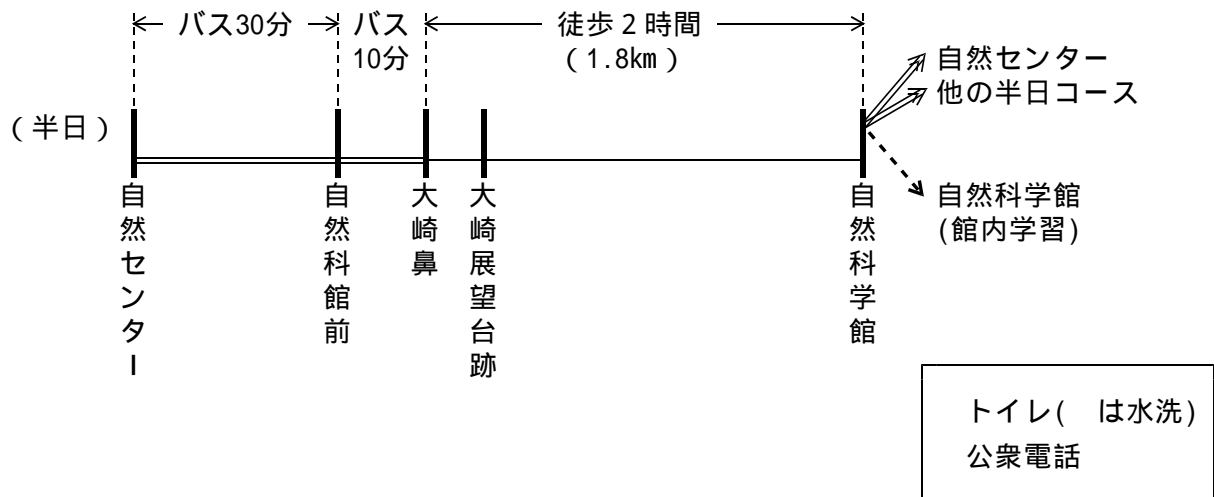 バス30分
バス
10分
徒歩２時間
（1.8㎞）
自然センター
他の半日コース
（半日）
自然科学館
(館内学習)
自然センター
自然科館前
大崎鼻
大崎展望台跡
自然科学館
トイレ(　は水洗)
公衆電話